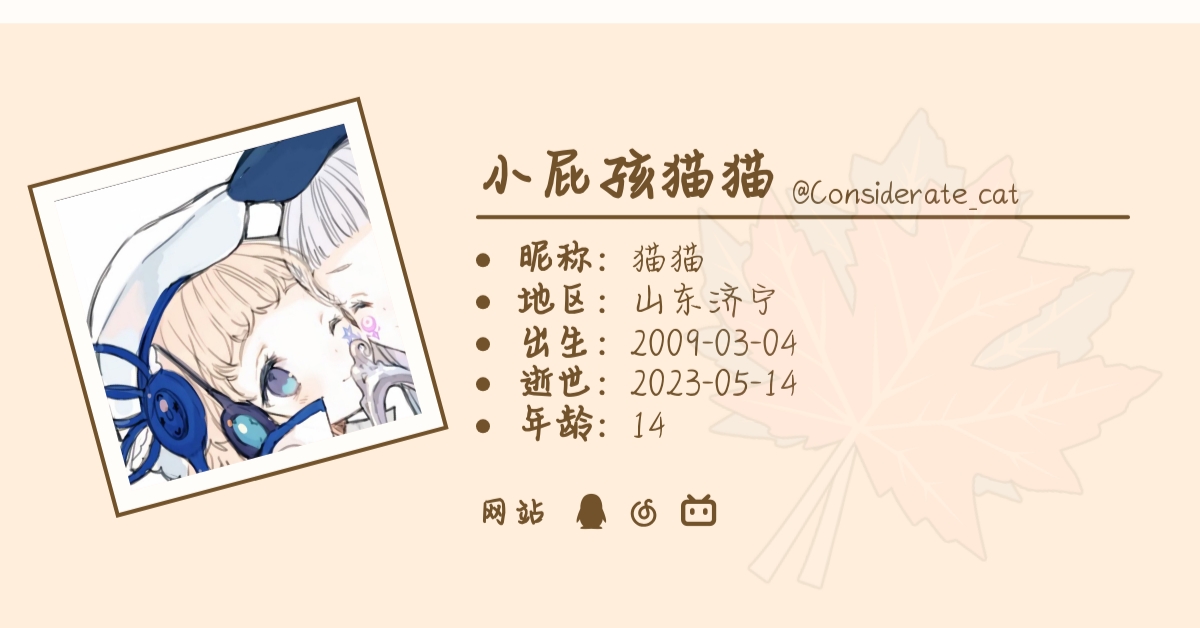 小屁孩猫猫 @Considerate_cat
昵称：猫猫
地区：山东济宁
出生：2009-03-04
逝世：2023-05-14
年龄：14
网站